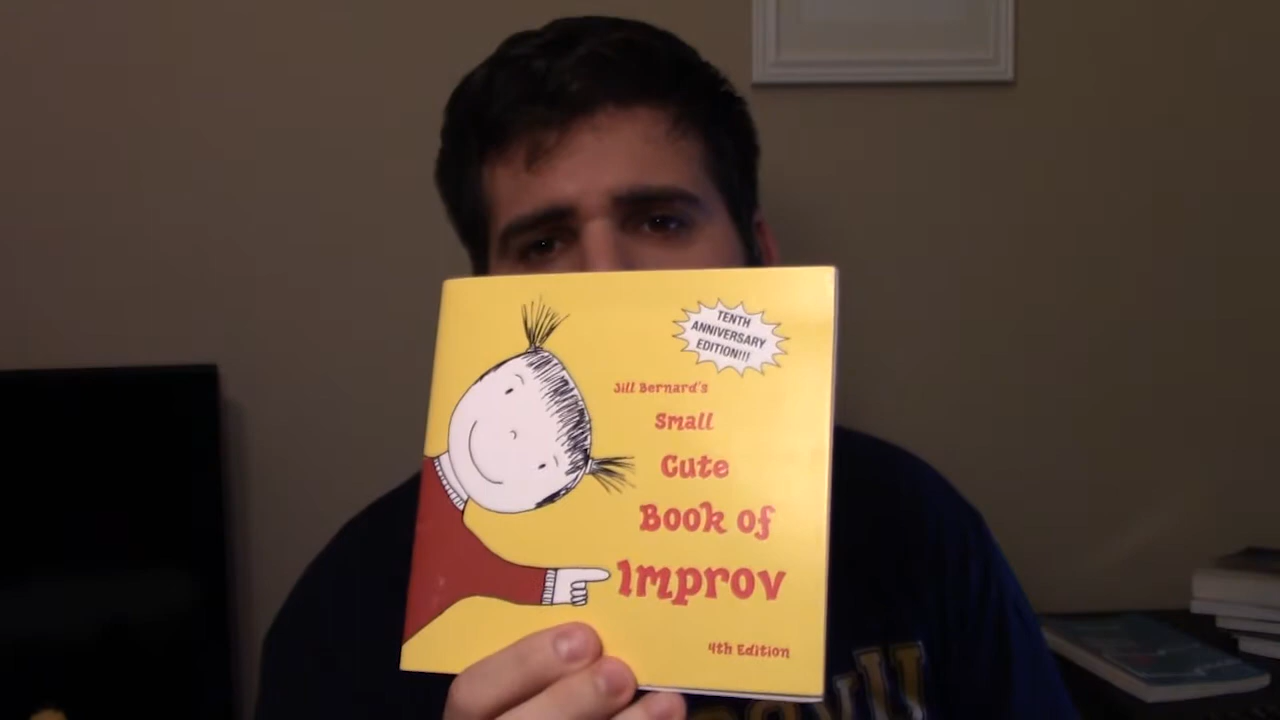 TENTH
ANNIVERSARY
EDITION!!!
Jill Bernard's
Small
Cute
Book of
Improv
4th Edition